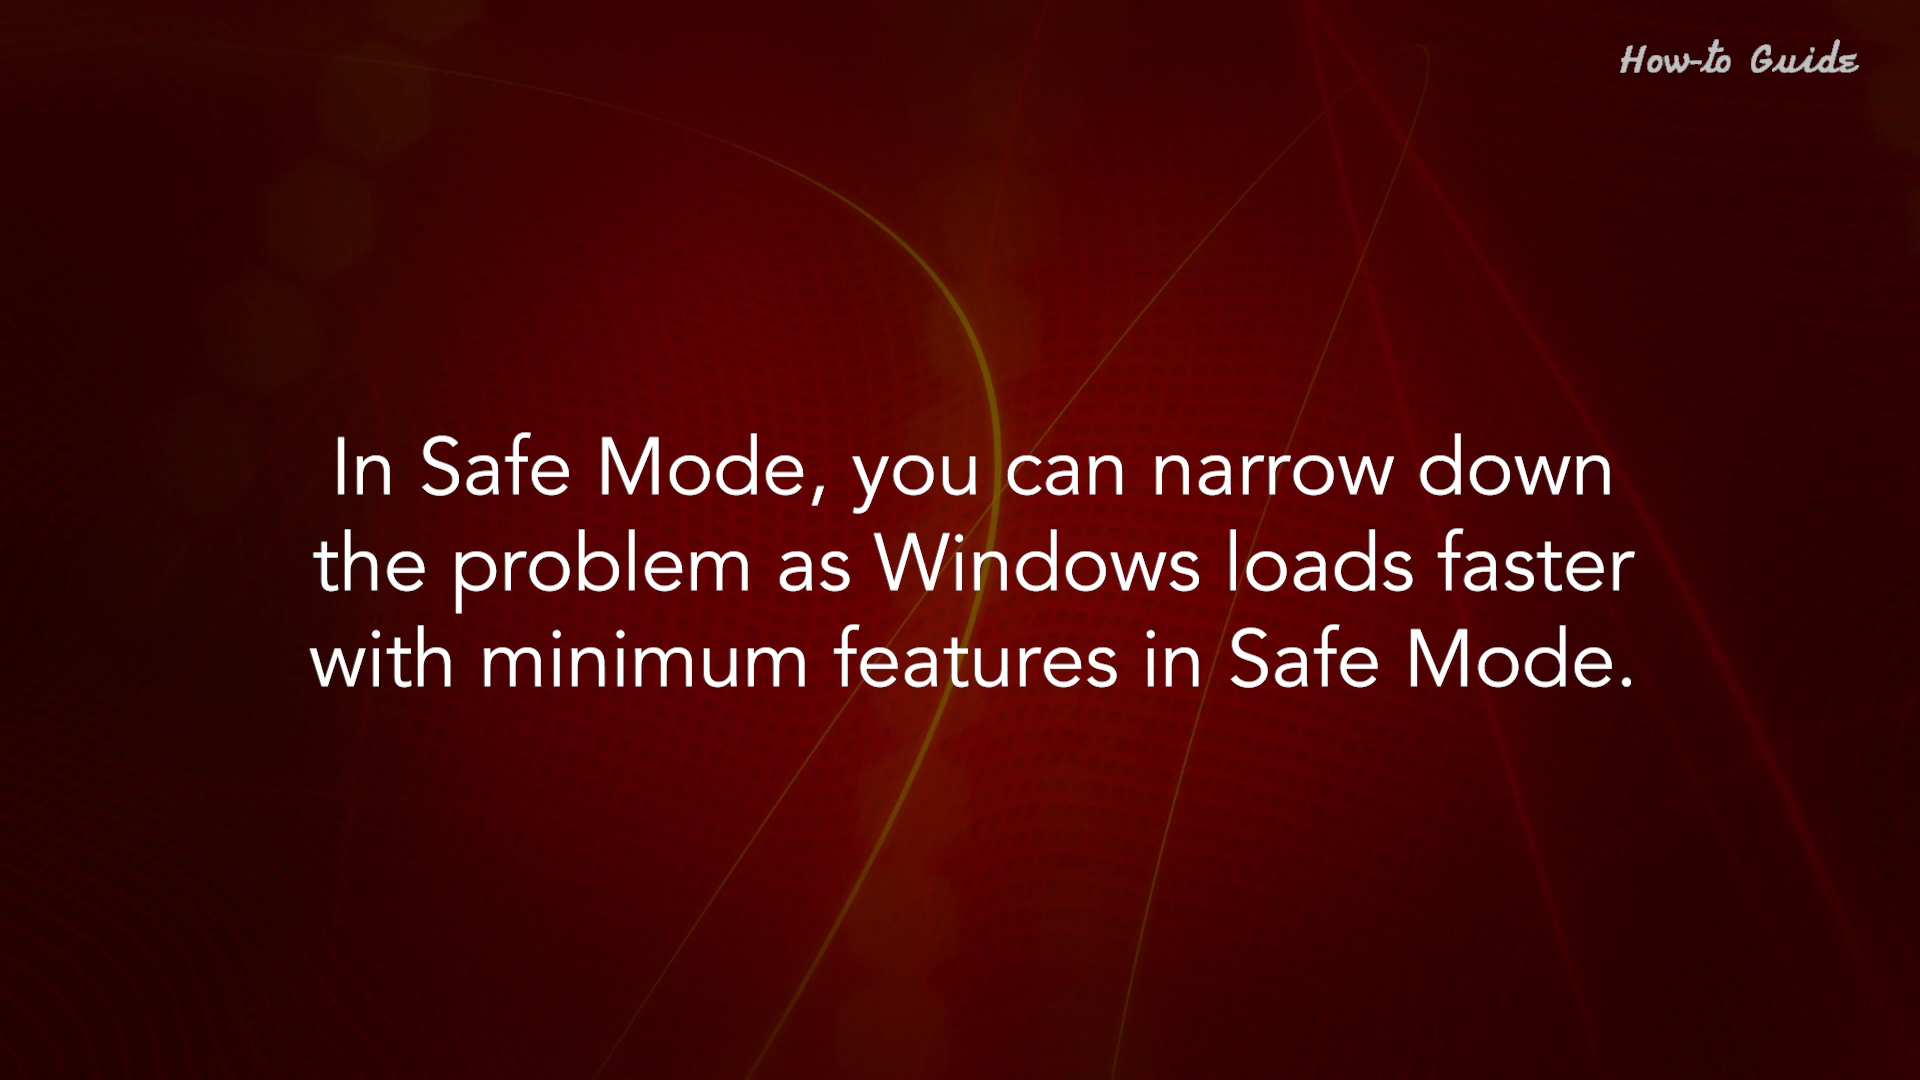 How-to Guide
In Safe Mode, you can narrow down
the problem as Windows loads faster
with minimum features in Safe Mode.